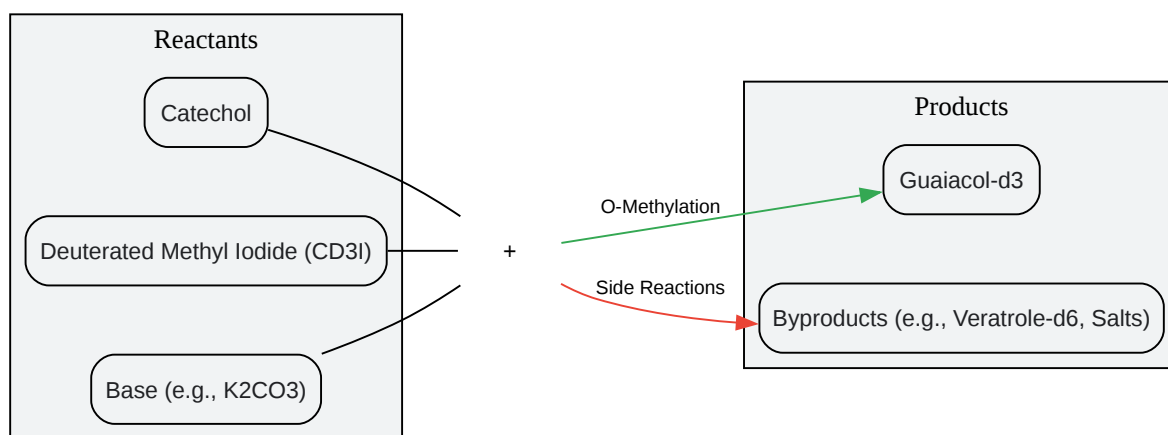 Reactants
Catechol
Deuterated Methyl Iodide (CD3I)
Base (e.g., K2CO3)
+
O-Methylation
Side Reactions
Products
Guaiacol-d3
Byproducts (e.g., Veratrole-d6, Salts)